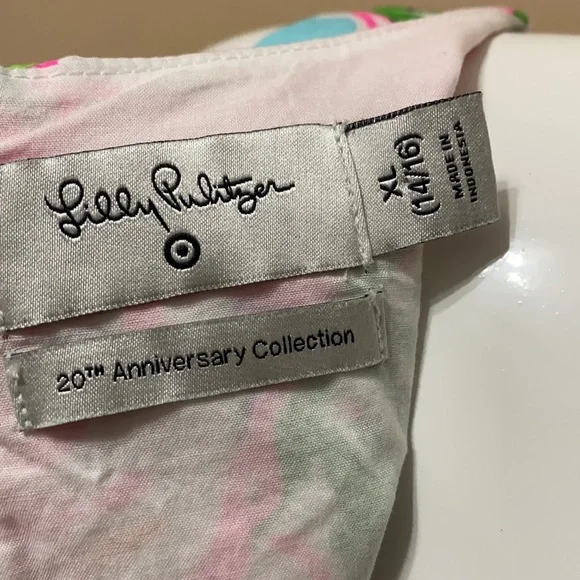 Lilly Pulitzer
XL
(14/16)
MADE IN
INDONESIA
20TH Anniversary Collection